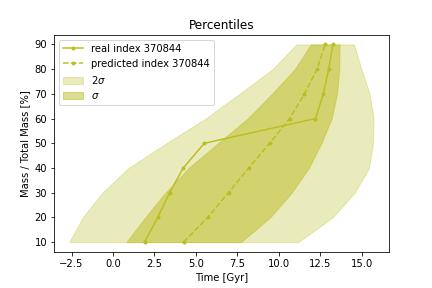 Percentiles
real index 370844
predicted index 370844
2σ
σ
Mass / Total Mass [%]
90
80
70
60
50
40
30
20
10
−2.5 0.0 2.5 5.0 7.5 10.0 12.5 15.0
Time [Gyr]